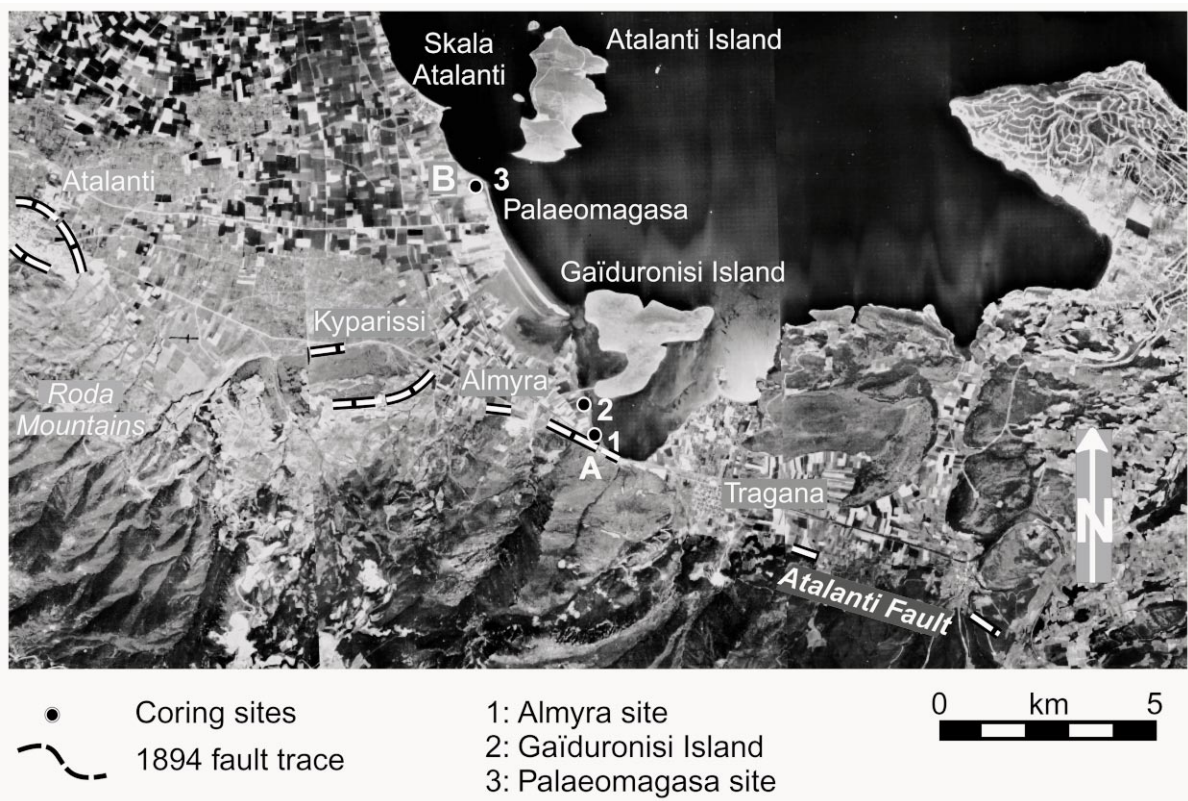 Skala
Atalanti
Atalanti Island
Atalanti
B 3
Palaeomagasa
Gaïduronisi Island
Kyparissi
Almyra
Roda
Mountains
2
1
A
Tragana
N
Atalanti Fault
Coring sites
1894 fault trace
1: Almyra site
2: Gaïduronisi Island
3: Palaeomagasa site
0 km 5